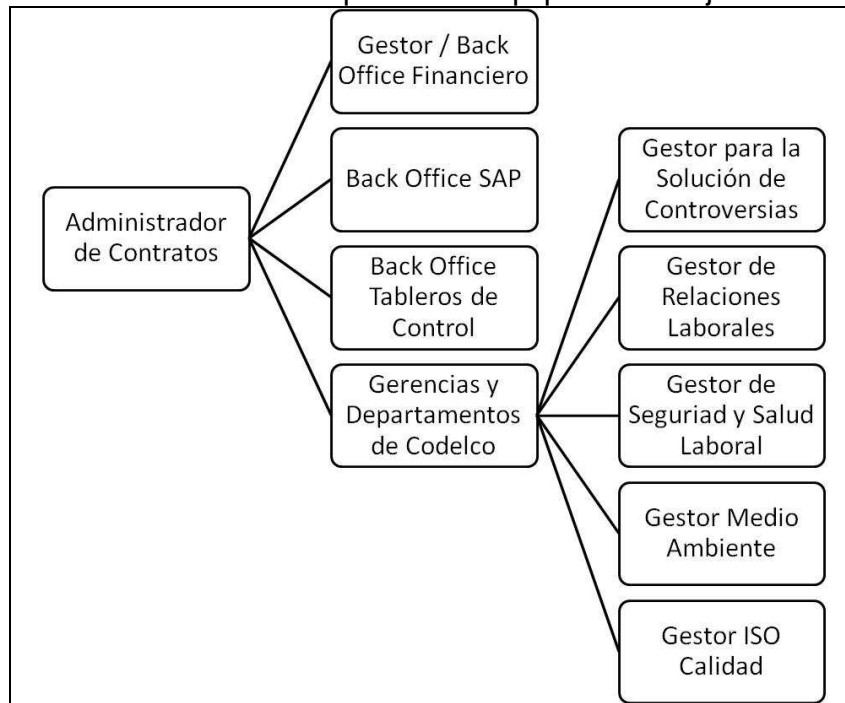 Gestor / Back
Office Financiero
Back Office SAP
Administrador
de Contratos
Back Office
Tableros de
Control
Gerencias y
Departamentos
de Codelco
Gestor para la
Solución de
Controversias
Gestor de
Relaciones
Laborales
Gestor de
Seguriad y Salud
Laboral
Gestor Medio
Ambiente
Gestor ISO
Calidad